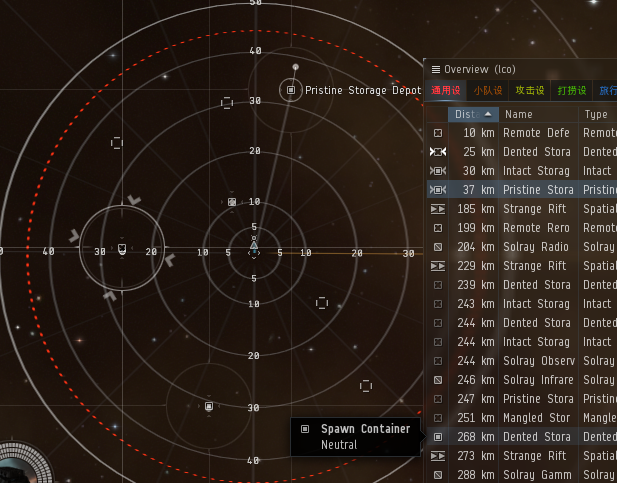 50
40
30
20
10
5
0
5
10
20
30
5
10
20
30
40
0
40
30
20
10
5
Pristine Storage Depot
Spawn Container
Neutral
Overview (lco)
通用设 小队设 攻击设 打捞设 旅行
Dist Name Type
10 km Remote Defe Remote
25 km Dented Stora Dented
30 km Intact Storag Intact
37 km Pristine Stora Pristine
185 km Strange Rift Spatial
199 km Remote Rero Remote
204 km Solray Radio Solray
229 km Strange Rift Spatial
239 km Dented Stora Dented
243 km Intact Storag Intact
244 km Dented Stora Dented
244 km Intact Storag Intact
244 km Solray Observ Solray
246 km Solray Infrare Solray
247 km Pristine Stora Pristine
251 km Mangled Stor Mangle
268 km Dented Stora Dented
273 km Strange Rift Spatial
288 km Solray Gamm Solray